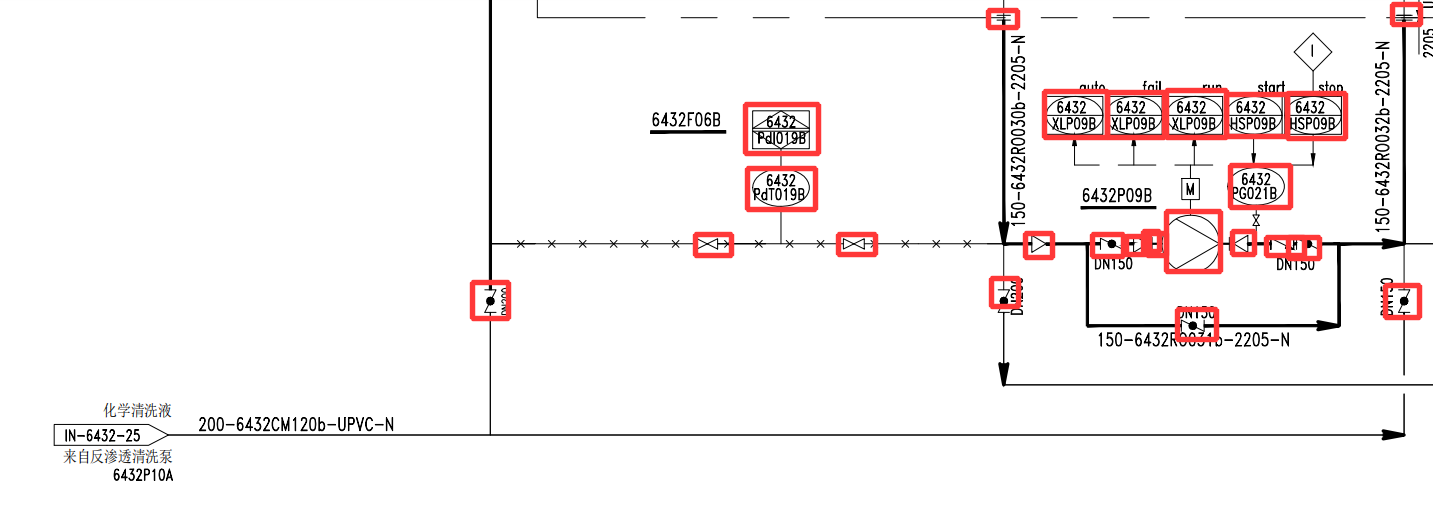 150-6432R0030b-2205-N
150-6432R0032b-2205-N
2205
I
auto
fail
run
start
stop
6432
XLP09B
6432
XLP09B
6432
XLP09B
6432
HSP09B
6432
HSP09B
6432F06B
6432
PdI019B
6432
PdT019B
M
6432
PG021B
6432P09B
DN150
DN150
DN200
DN200
DN150
DN150
150-6432R0031b-2205-N
化学清洗液
IN-6432-25
200-6432CM120b-UPVC-N
来自反渗透清洗泵
6432P10A